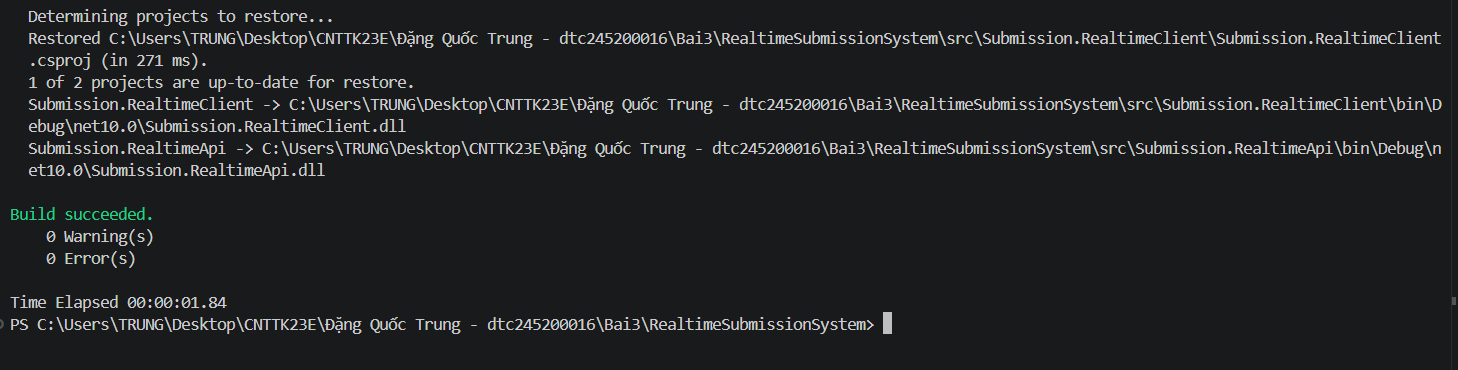 Determining projects to restore...
Restored C:\Users\TRUNG\Desktop\CNTTK23E\Đặng Quốc Trung - dtc245200016\Bai3\RealtimeSubmissionSystem\src\Submission.RealtimeClient\Submission.RealtimeClient
.csproj (in 271 ms).
1 of 2 projects are up-to-date for restore.
Submission.RealtimeClient -> C:\Users\TRUNG\Desktop\CNTTK23E\Đặng Quốc Trung - dtc245200016\Bai3\RealtimeSubmissionSystem\src\Submission.RealtimeClient\bin\D
ebug\net10.0\Submission.RealtimeClient.dll
Submission.RealtimeApi -> C:\Users\TRUNG\Desktop\CNTTK23E\Đặng Quốc Trung - dtc245200016\Bai3\RealtimeSubmissionSystem\src\Submission.RealtimeApi\bin\Debug\n
et10.0\Submission.RealtimeApi.dll
Build succeeded.
0 Warning(s)
0 Error(s)
Time Elapsed 00:00:01.84
PS C:\Users\TRUNG\Desktop\CNTTK23E\Đặng Quốc Trung - dtc245200016\Bai3\RealtimeSubmissionSystem>